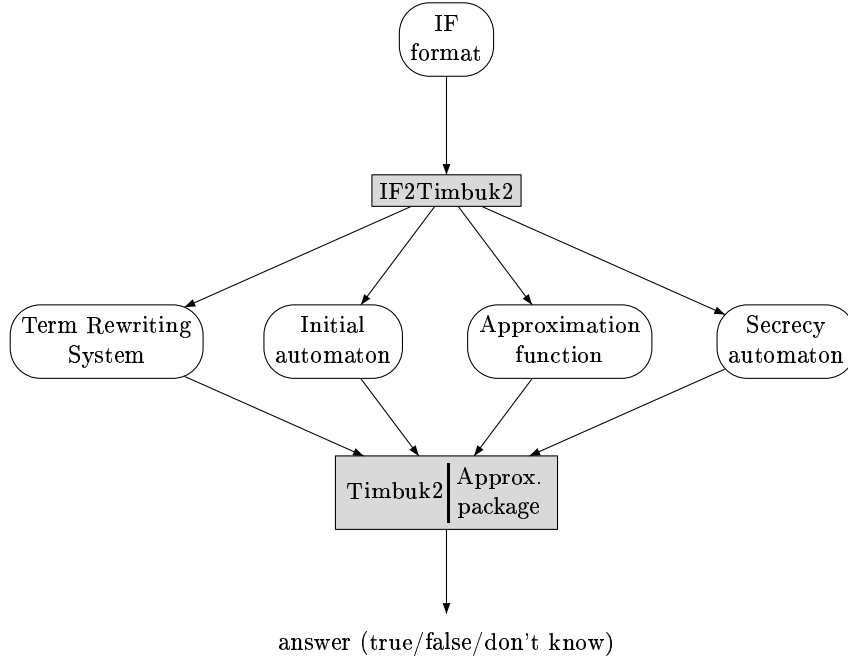 IF
format
IF2Timbuk2
Term Rewriting
System
Initial
automaton
Approximation
function
Secrecy
automaton
Timbuk2
Approx.
package
answer (true/false/don't know)